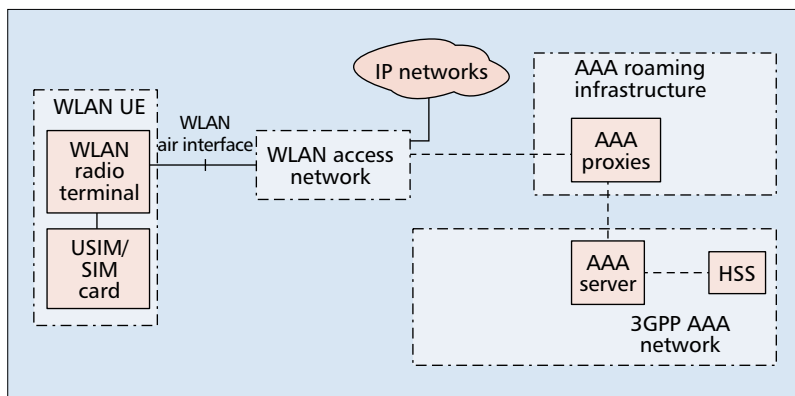 WLAN UE
WLAN
radio
terminal
USIM/
SIM
card
WLAN
air interface
WLAN access
network
IP networks
AAA roaming
infrastructure
AAA
proxies
AAA
server
HSS
3GPP AAA
network